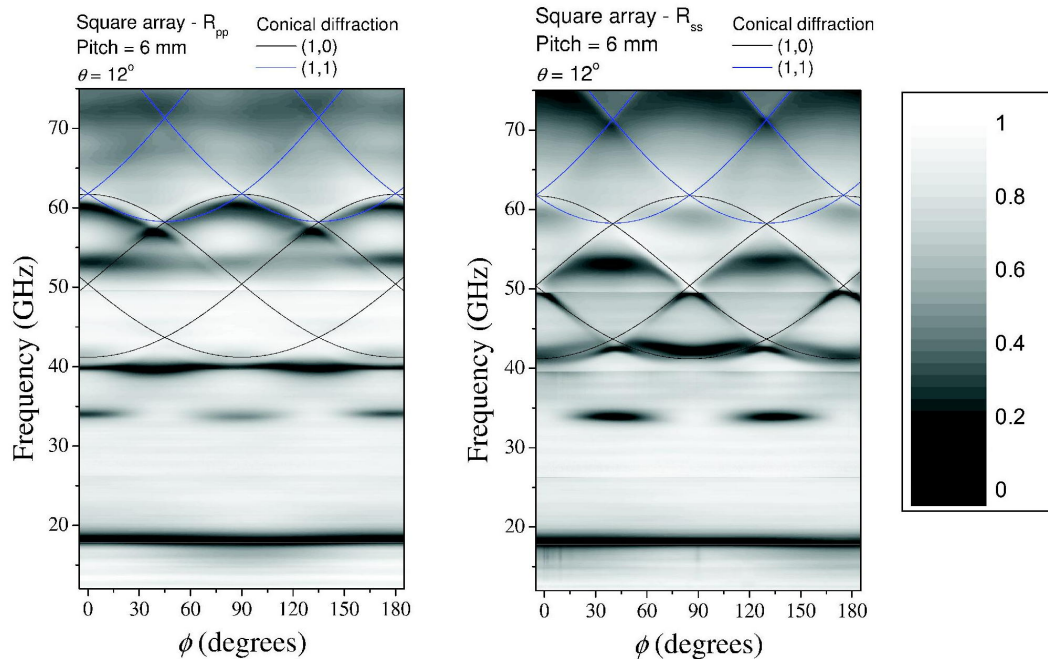 Square array - Rpp
Pitch = 6 mm
θ = 12°
Conical diffraction
(1,0)
(1,1)
Frequency (GHz)
70
60
50
40
30
20
0 30 60 90 120 150 180
ϕ (degrees)
Square array - Rss
Pitch = 6 mm
θ = 12°
Conical diffraction
(1,0)
(1,1)
Frequency (GHz)
70
60
50
40
30
20
0 30 60 90 120 150 180
ϕ (degrees)
1
0.8
0.6
0.4
0.2
0